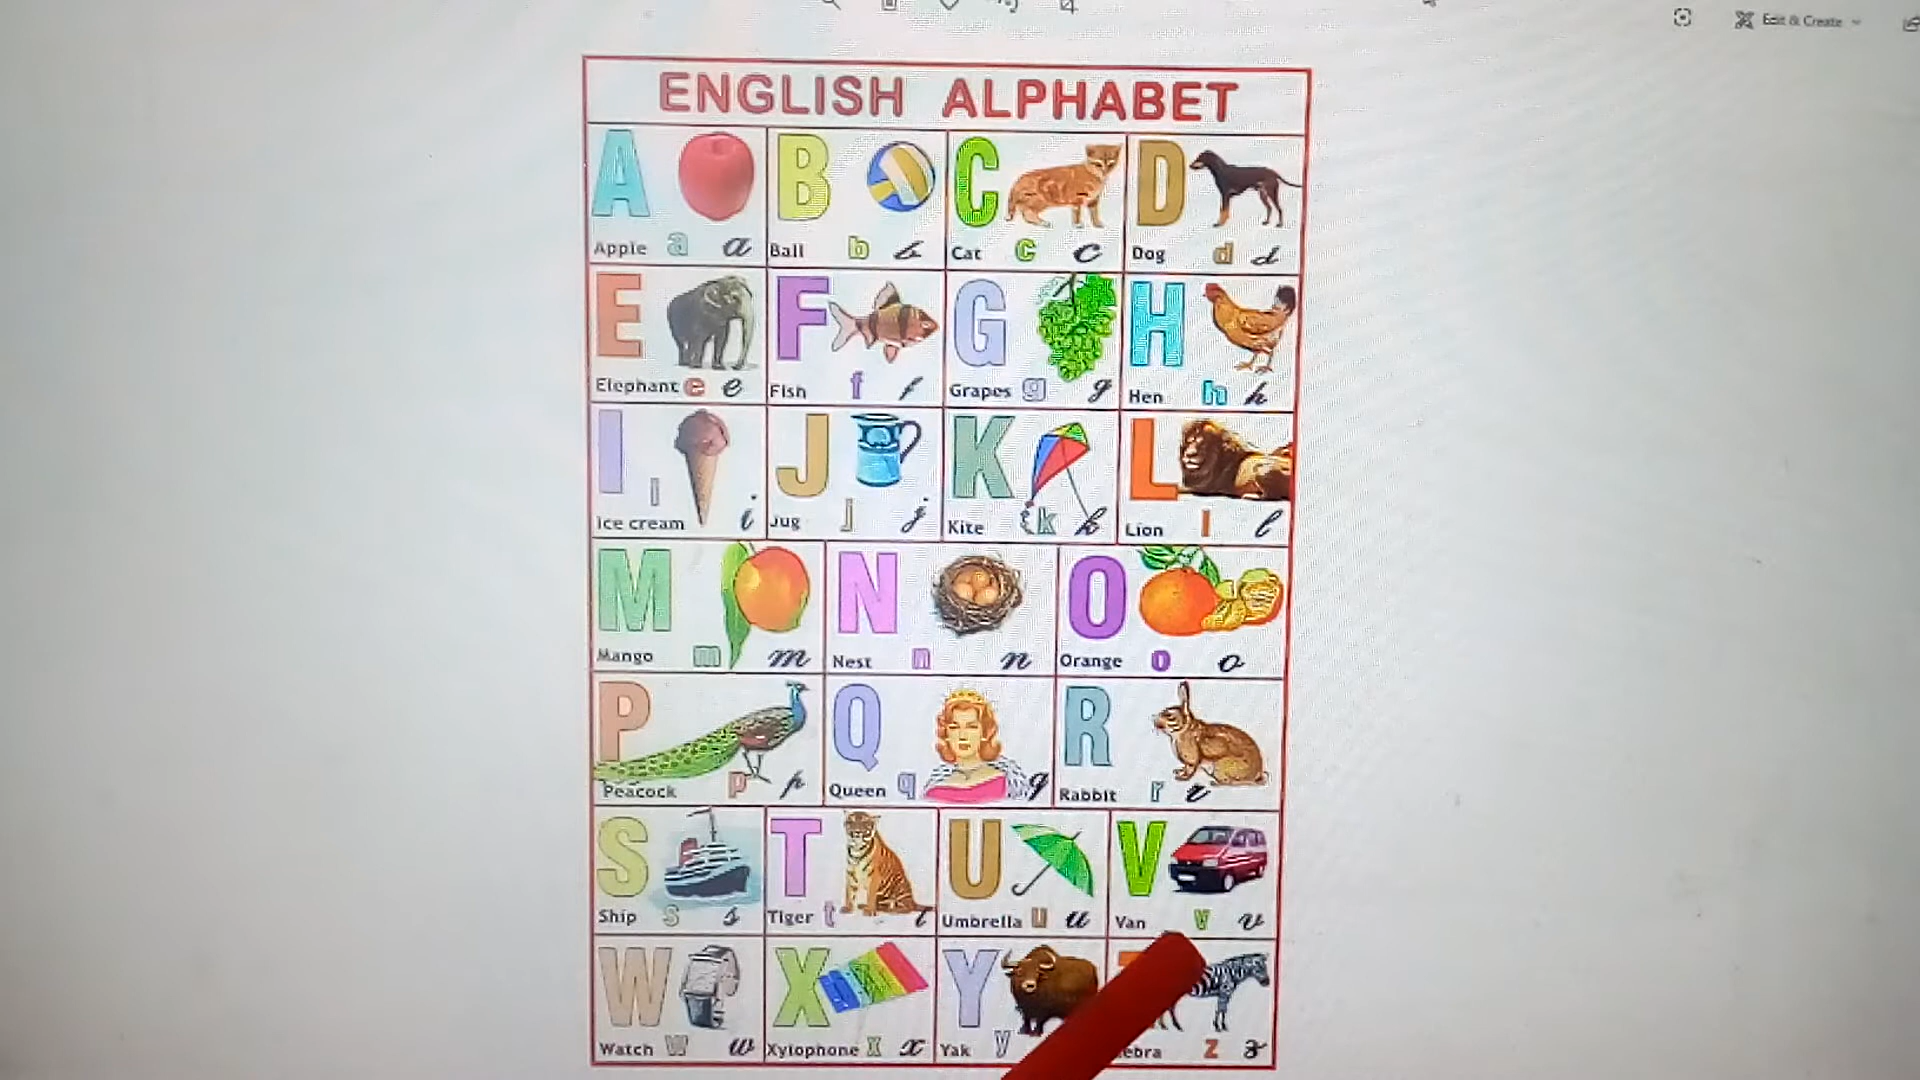 Edit & Create
ENGLISH ALPHABET
A B C D
Apple a a Ball b b Cat c c Dog d d
E F G H
Elephant e e Fish f f Grapes g g Hen h h
I J K L
Ice cream i i Jug j j Kite k k Lion l l
M N O
Mango m m Nest n n Orange o o
P Q R
Peacock p p Queen q q Rabbit r r
S T U V
Ship s s Tiger t t Umbrella u u Van v v
W X Y
Watch w w Xylophone x x Yak y ebra z z